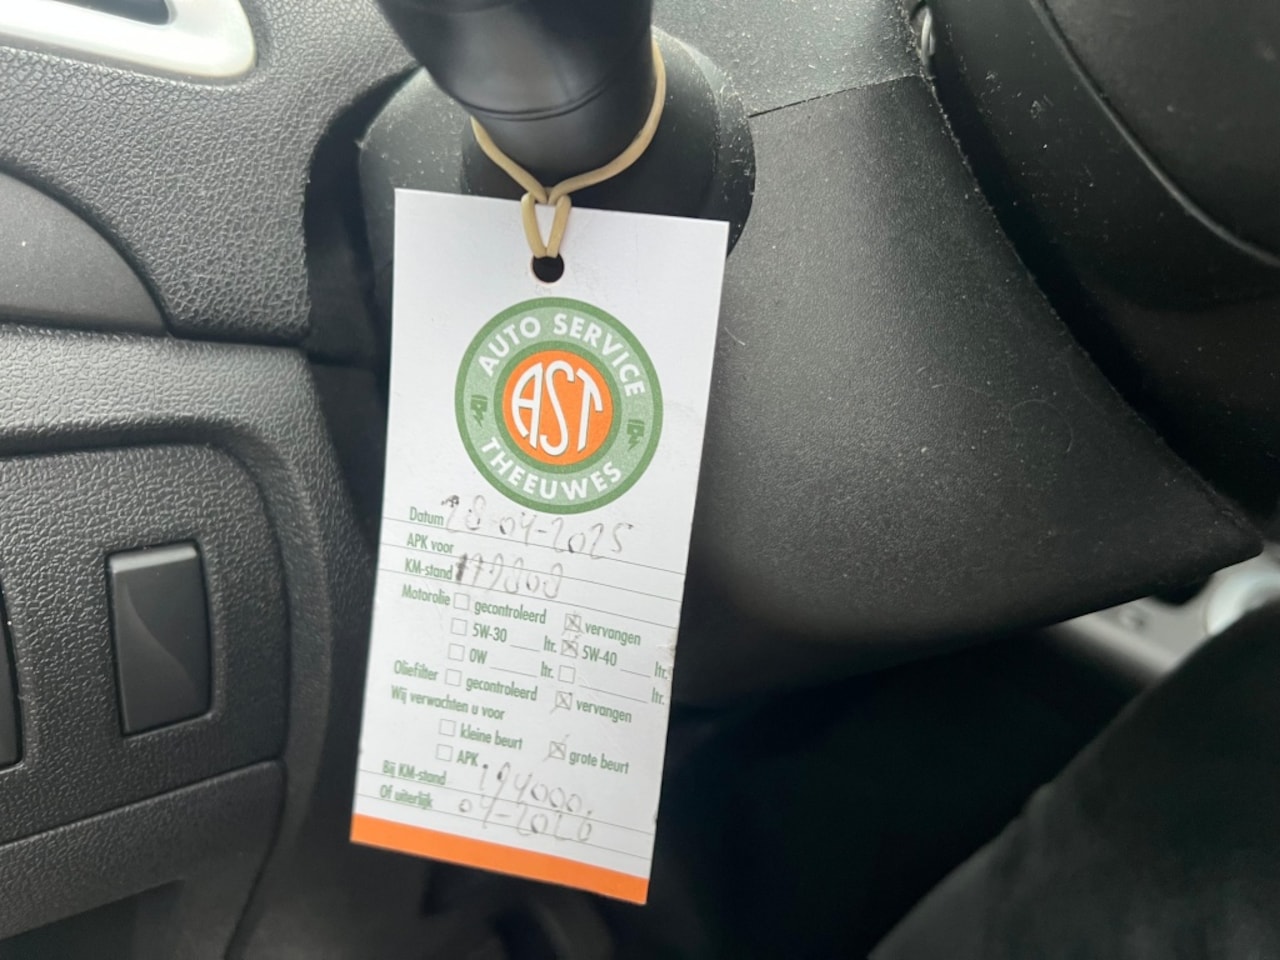 AUTO SERVICE
AST
THEEUWES
Datum 28-04-2025
APK voor
KM-stand
Motorolie gecontroleerd vervangen
5W-30 ltr. 5W-40 ltr.
0W ltr. ltr.
Oliefilter gecontroleerd vervangen
Wij verwachten u voor
kleine beurt grote beurt
APK
Bij KM-stand 194000.
Of uiterlijk 04-2026